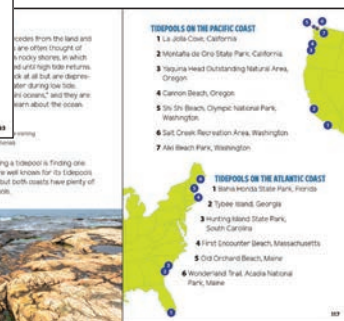 recedes from the land and
are often thought of
n rocky shores, in which
ed until high tide returns.
ck at all but are depres-
ater during low tide.
ini oceans," and they are
earn about the ocean.
ng a tidepool is finding one
re well known for its tidepools
but both coasts have plenty of
TIDEPOOLS ON THE PACIFIC COAST
1 La Jolla Cove, California
2 Montaña de Oro State Park, California
3 Yaquina Head Outstanding Natural Area,
Oregon
4 Cannon Beach, Oregon
5 Shi Shi Beach, Olympic National Park,
Washington
6 Salt Creek Recreation Area, Washington
7 Alki Beach Park, Washington
TIDEPOOLS ON THE ATLANTIC COAST
1 Bahia Honda State Park, Florida
2 Tybee Island, Georgia
3 Hunting Island State Park,
South Carolina
4 First Encounter Beach, Massachusetts
5 Old Orchard Beach, Maine
6 Wonderland Trail, Acadia National
Park, Maine